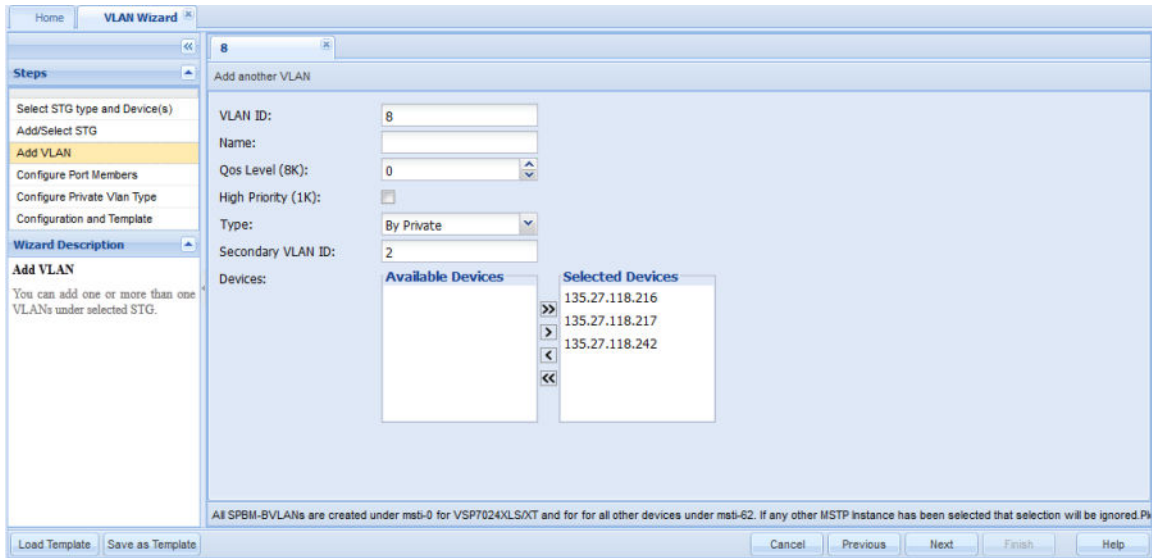 Home VLAN Wizard
Steps
Select STG type and Device(s)
Add/Select STG
Add VLAN
Configure Port Members
Configure Private Vlan Type
Configuration and Template
Wizard Description
Add VLAN
You can add one or more than one
VLANs under selected STG.
8
Add another VLAN
VLAN ID: 8
Name:
Qos Level (8K): 0
High Priority (1K):
Type: By Private
Secondary VLAN ID: 2
Devices:
Available Devices
Selected Devices
135.27.118.216
135.27.118.217
135.27.118.242
All SPBM-BVLANs are created under msti-0 for VSP7024XLS/XT and for for all other devices under msti-62. If any other MSTP Instance has been selected that selection will be ignored.
Load Template Save as Template Cancel Previous Next Finish Help